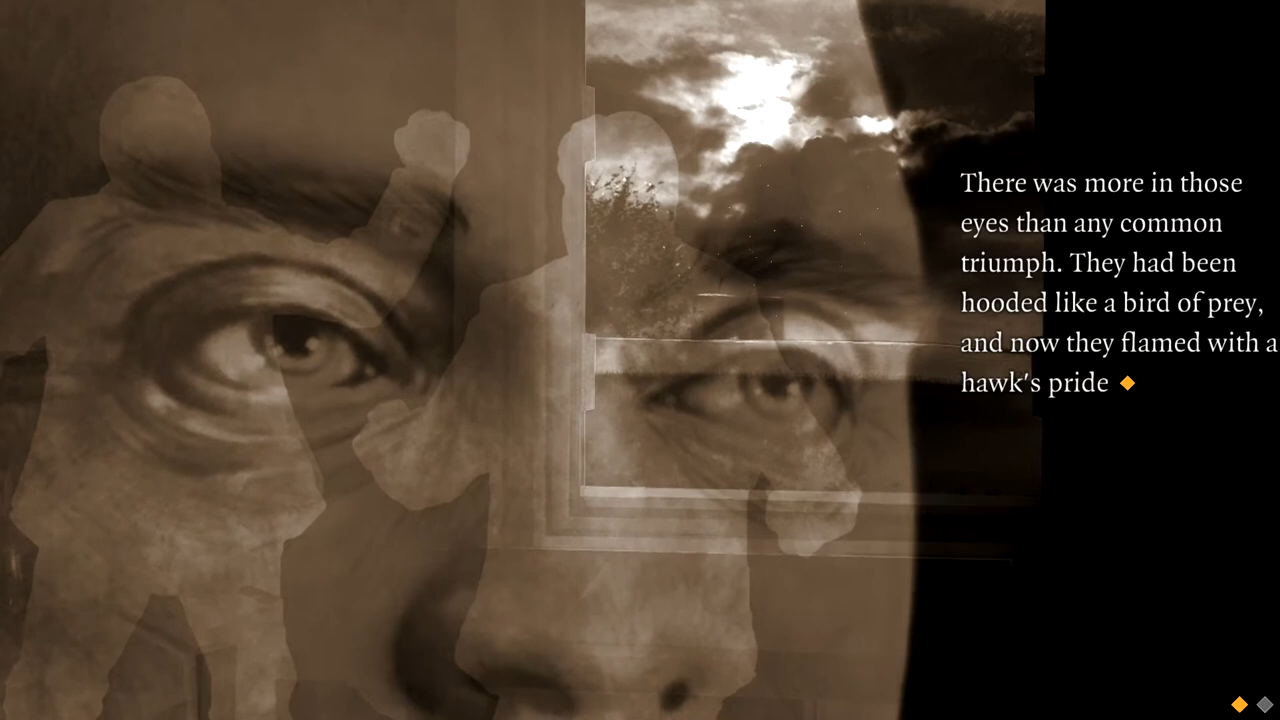 There was more in those
eyes than any common
triumph. They had been
hooded like a bird of prey,
and now they flamed with a
hawk's pride